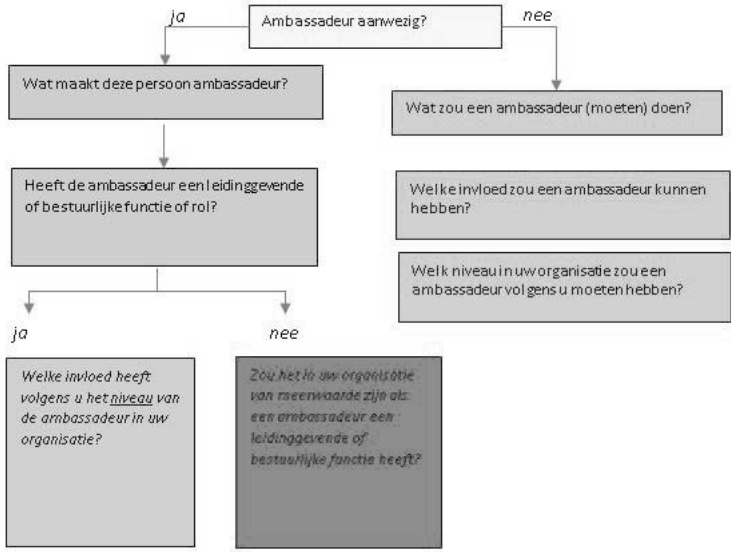 ja
Ambassadeur aanwezig?
nee
Wat maakt deze persoon ambassadeur?
Wat zou een ambassadeur (moeten) doen?
Heeft de ambassadeur een leidinggevende
of bestuurlijke functie of rol?
Welke invloed zou een ambassadeur kunnen
hebben?
Welk niveau in uw organisatie zou een
ambassadeur volgens u moeten hebben?
ja
nee
Welke invloed heeft
volgens u het niveau van
de ambassadeur in uw
organisatie?
Zou het in uw organisatie
van meerwaarde zijn als
een ambassadeur een
leidinggevende of
bestuurlijke functie heeft?